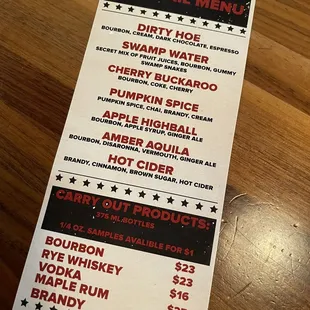 MENU
DIRTY HOE
BOURBON, CREAM, DARK CHOCOLATE, ESPRESSO
SWAMP WATER
SECRET MIX OF FRUIT JUICES, BOURBON, GUMMY
SWAMP SNAKES
CHERRY BUCKAROO
BOURBON, COKE, CHERRY
PUMPKIN SPICE
PUMPKIN SPICE, CHAI, BRANDY, CREAM
APPLE HIGHBALL
BOURBON, APPLE SYRUP, GINGER ALE
AMBER AQUILA
BOURBON, DISARONNA, VERMOUTH, GINGER ALE
HOT CIDER
BRANDY, CINNAMON, BROWN SUGAR, HOT CIDER
CARRY OUT PRODUCTS:
375 ML BOTTLES
1/4 OZ. SAMPLES AVALIBLE FOR $1
BOURBON $23
RYE WHISKEY $23
VODKA $16
MAPLE RUM
BRANDY